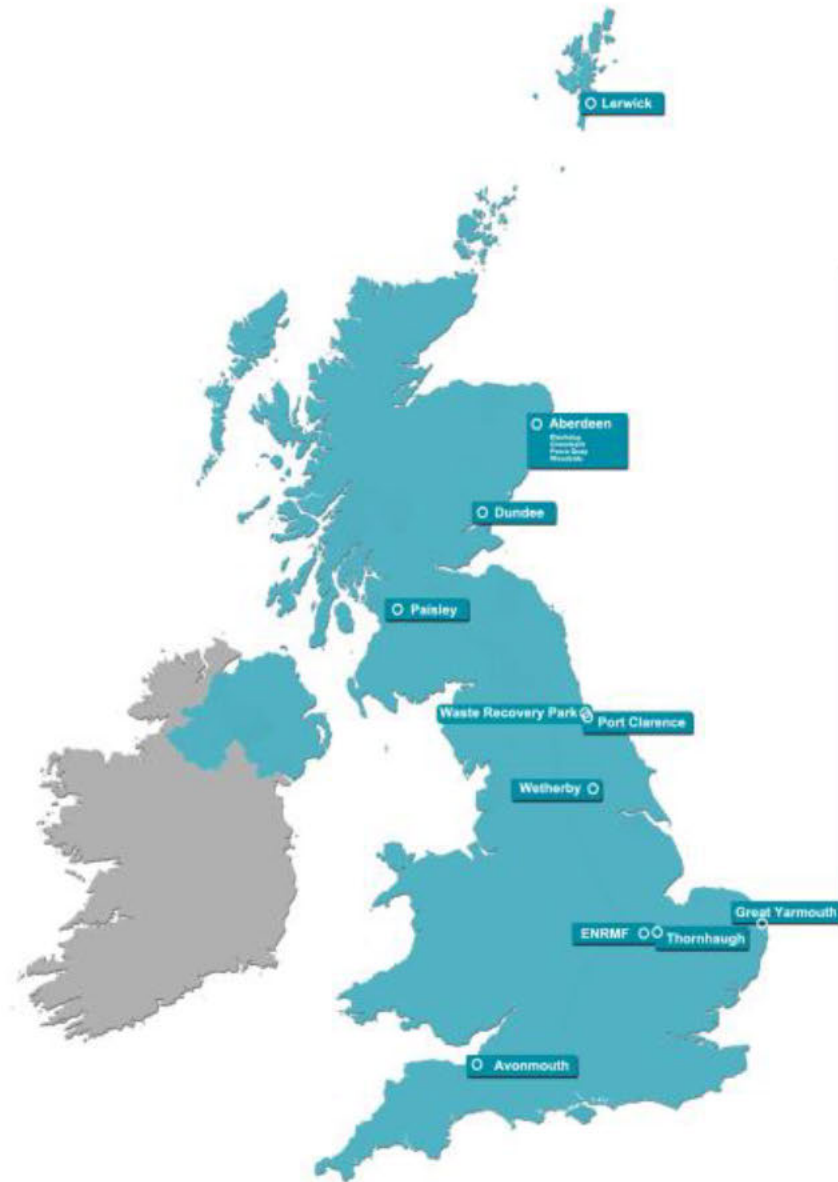 Lerwick
Aberdeen
Dundee
Paisley
Waste Recovery Park
Port Clarence
Wetherby
Great Yarmouth
ENRMF
Thornhaugh
Avonmouth